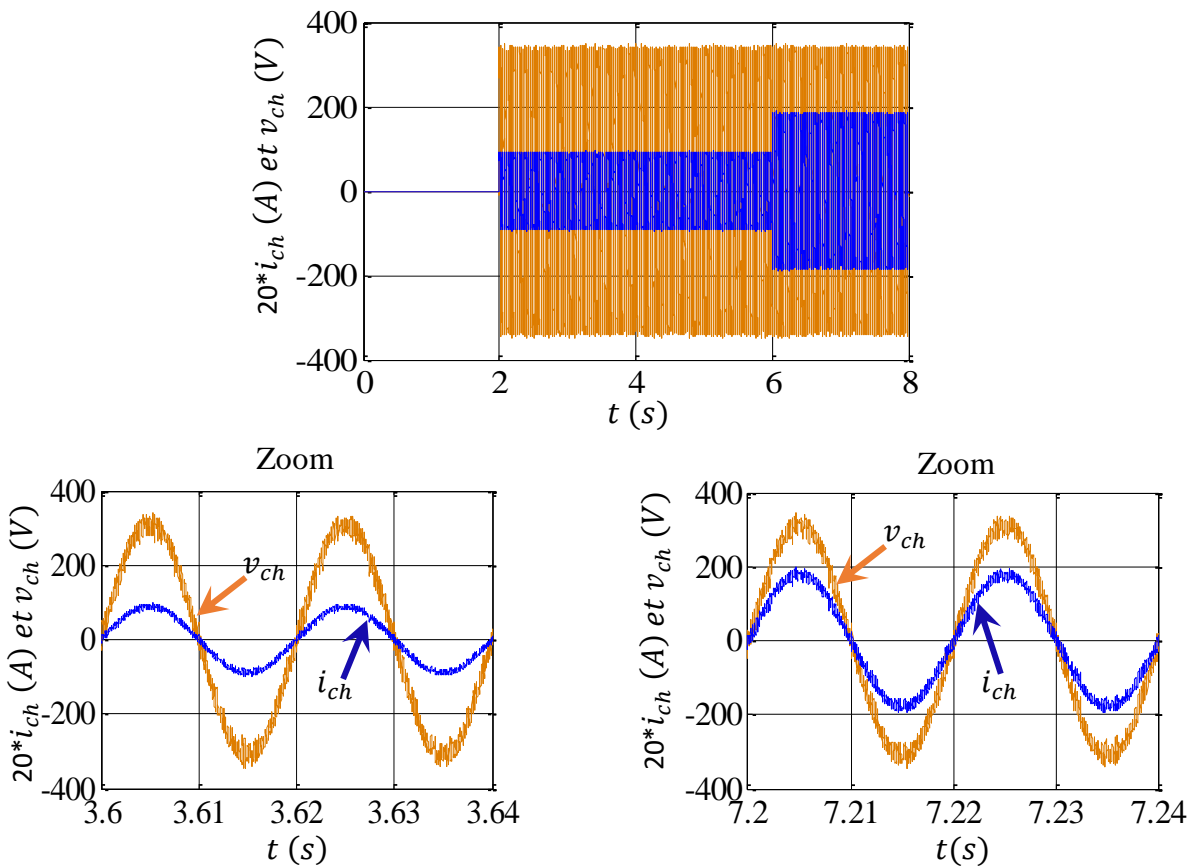 20*i_ch (A) et v_ch (V)
400
200
0
-200
-400
0
2
4
6
8
t (s)
Zoom
20*i_ch (A) et v_ch (V)
400
200
0
-200
-400
v_ch
i_ch
3.6
3.61
3.62
3.63
3.64
t (s)
Zoom
20*i_ch (A) et v_ch (V)
400
200
0
-200
-400
v_ch
i_ch
7.2
7.21
7.22
7.23
7.24
t (s)